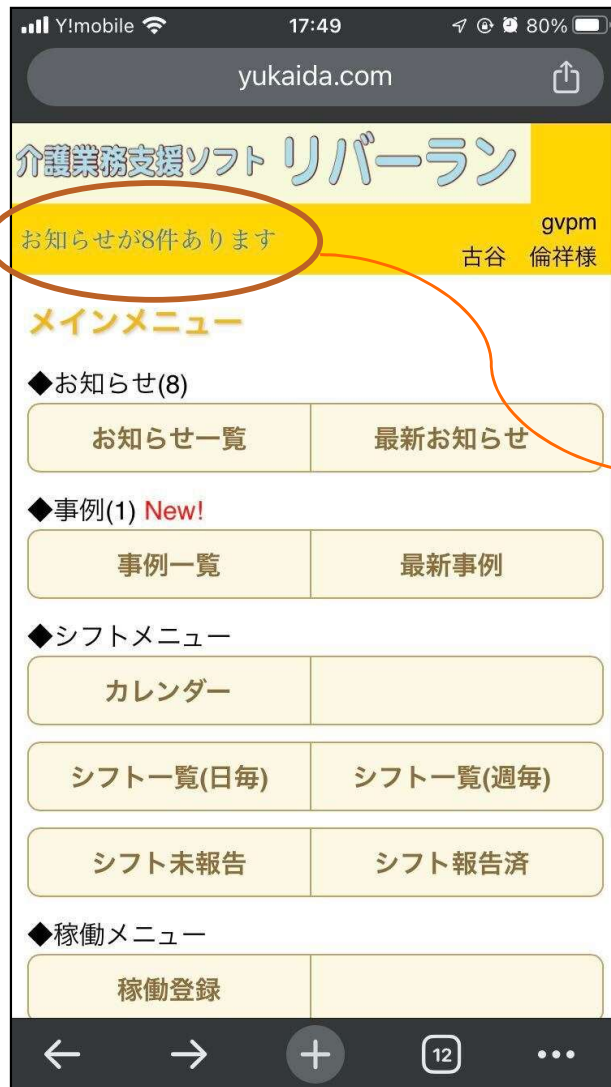 Y!mobile 17:49 80%
yukaida.com
介護業務支援ソフト リバーラン
お知らせが8件あります
gvpm
古谷 倫祥様
メインメニュー
◆お知らせ(8)
お知らせ一覧 最新お知らせ
◆事例(1) New!
事例一覧 最新事例
◆シフトメニュー
カレンダー
シフト一覧(日毎) シフト一覧(週毎)
シフト未報告 シフト報告済
◆稼働メニュー
稼働登録
12